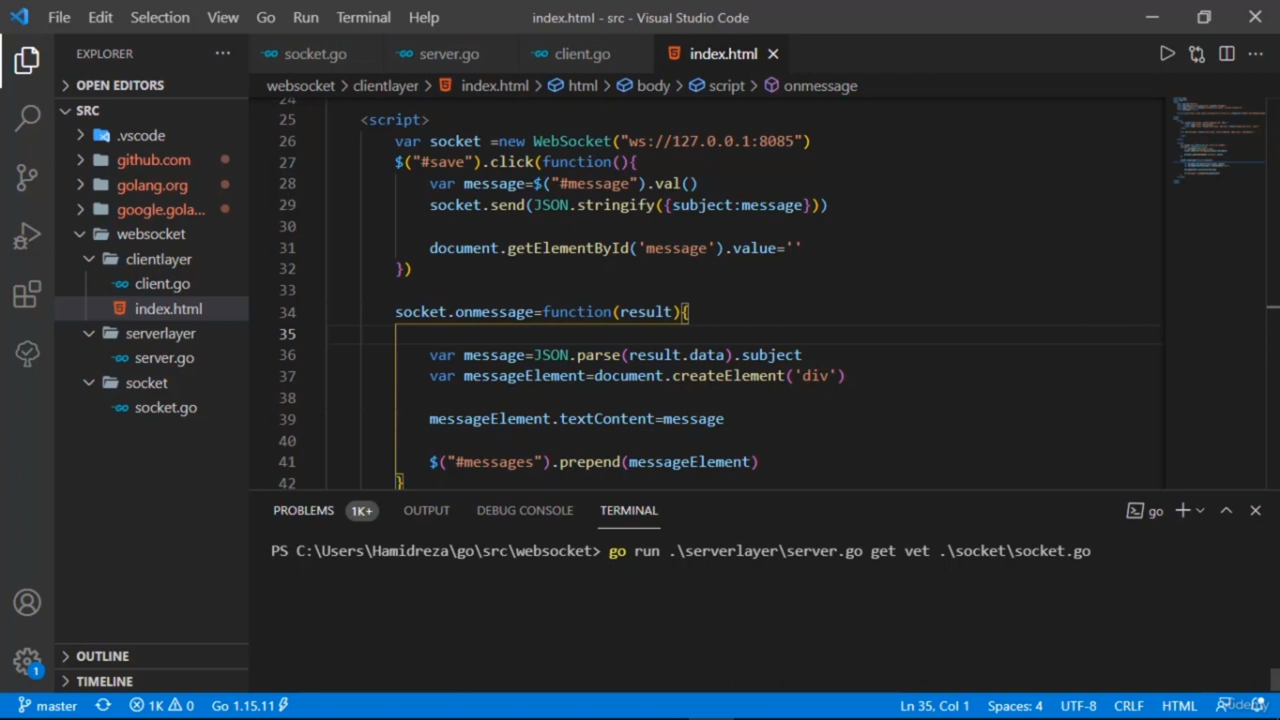 File Edit Selection View Go Run Terminal Help index.html - src - Visual Studio Code
EXPLORER ...
OPEN EDITORS
SRC
.vscode
github.com
golang.org
google.gola...
websocket
clientlayer
client.go
index.html
serverlayer
server.go
socket
socket.go
OUTLINE
TIMELINE
socket.go server.go client.go index.html
websocket > clientlayer > index.html > html > body > script > onmessage
24
25 <script>
26 var socket =new WebSocket("ws://127.0.0.1:8085")
27 $("#save").click(function(){
28 var message=$("#message").val()
29 socket.send(JSON.stringify({subject:message}))
30
31 document.getElementById('message').value=''
32 })
33
34 socket.onmessage=function(result){
35
36 var message=JSON.parse(result.data).subject
37 var messageElement=document.createElement('div')
38
39 messageElement.textContent=message
40
41 $("#messages").prepend(messageElement)
42 }
PROBLEMS 1K+ OUTPUT DEBUG CONSOLE TERMINAL go
PS C:\Users\Hamidreza\go\src\websocket> go run .\serverlayer\server.go get vet .\socket\socket.go
1
master 1K 0 Go 1.15.11 Ln 35, Col 1 Spaces: 4 UTF-8 CRLF HTML
Udemy